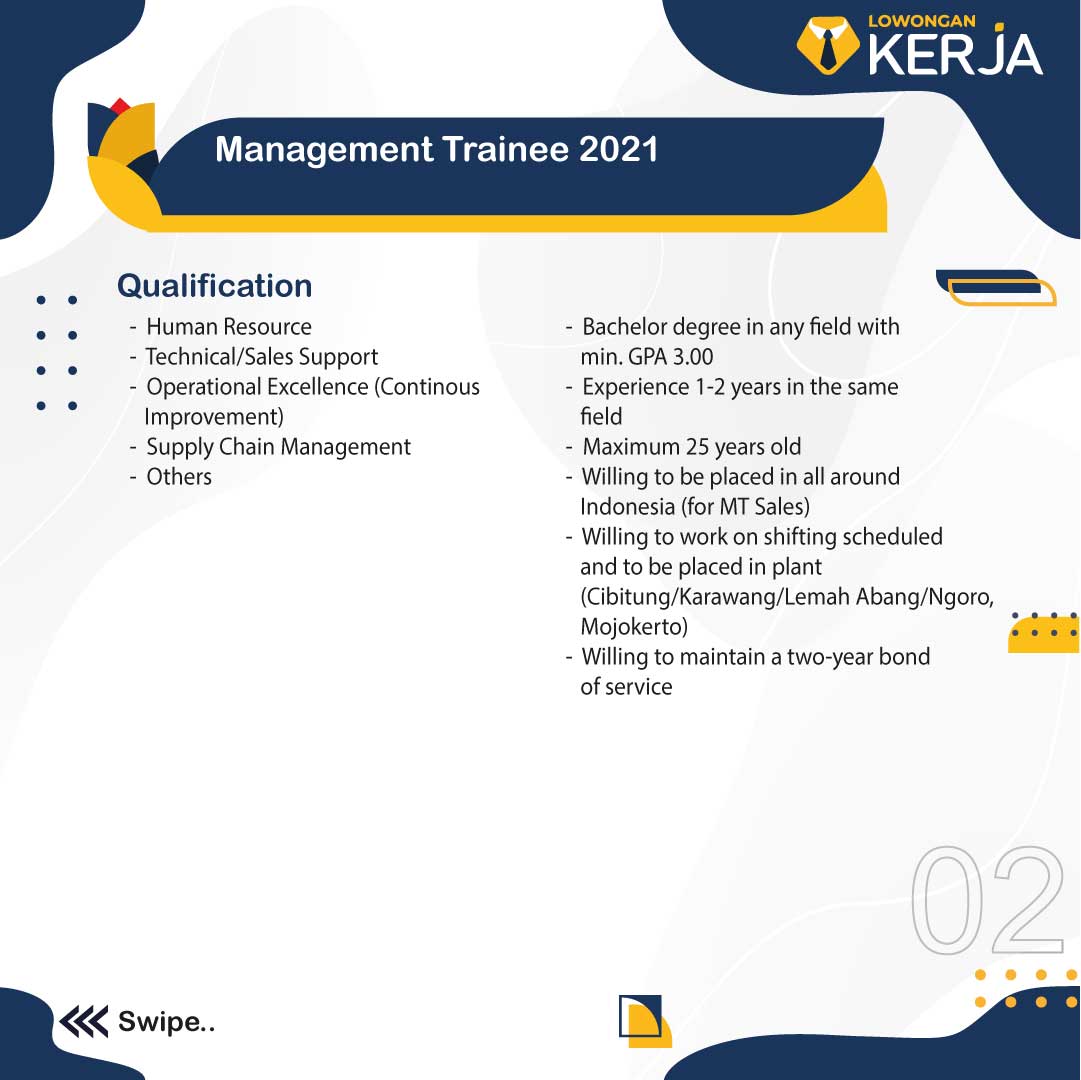 LOWONGAN
KERJA
Management Trainee 2021
Qualification
- Human Resource
- Technical/Sales Support
- Operational Excellence (Continous
Improvement)
- Supply Chain Management
- Others
- Bachelor degree in any field with
min. GPA 3.00
- Experience 1-2 years in the same
field
- Maximum 25 years old
- Willing to be placed in all around
Indonesia (for MT Sales)
- Willing to work on shifting scheduled
and to be placed in plant
(Cibitung/Karawang/Lemah Abang/Ngoro,
Mojokerto)
- Willing to maintain a two-year bond
of service
02
Swipe..